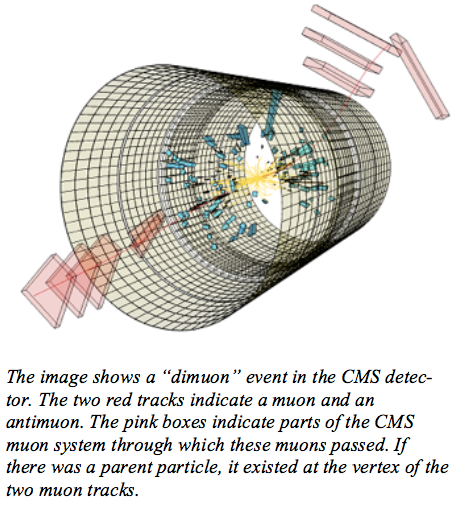 The image shows a “dimuon” event in the CMS detec-
tor. The two red tracks indicate a muon and an
antimuon. The pink boxes indicate parts of the CMS
muon system through which these muons passed. If
there was a parent particle, it existed at the vertex of the
two muon tracks.